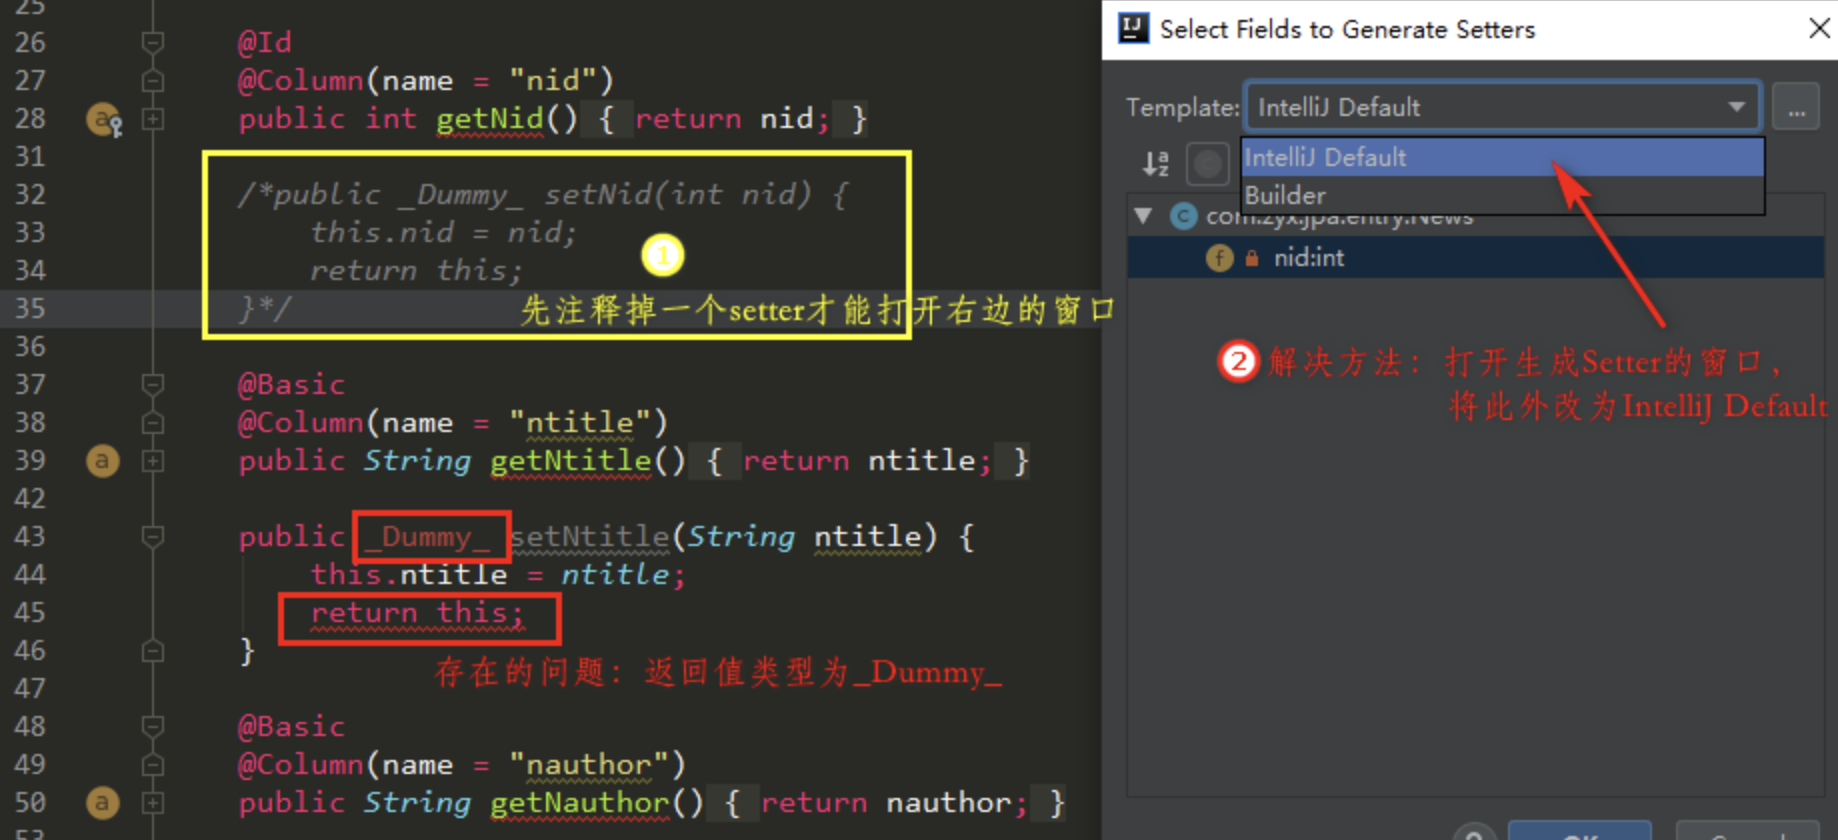 25
26 @Id
27 @Column(name = "nid")
28 public int getNid() { return nid; }
31
32 /*public _Dummy_ setNid(int nid) {
33 this.nid = nid;
34 return this;
35 }*/
36
37 @Basic
38 @Column(name = "ntitle")
39 public String getNtitle() { return ntitle; }
42
43 public _Dummy_ setNtitle(String ntitle) {
44 this.ntitle = ntitle;
45 return this;
46 }
47
48 @Basic
49 @Column(name = "nauthor")
50 public String getNauthor() { return nauthor; }
53
1
先注释掉一个setter才能打开右边的窗口
存在的问题：返回值类型为_Dummy_
Select Fields to Generate Setters
Template: IntelliJ Default ...
IntelliJ Default
Builder
com.zyx.jpa.entry.News
nid:int
2 解决方法：打开生成Setter的窗口，
将此外改为IntelliJ Default
OK